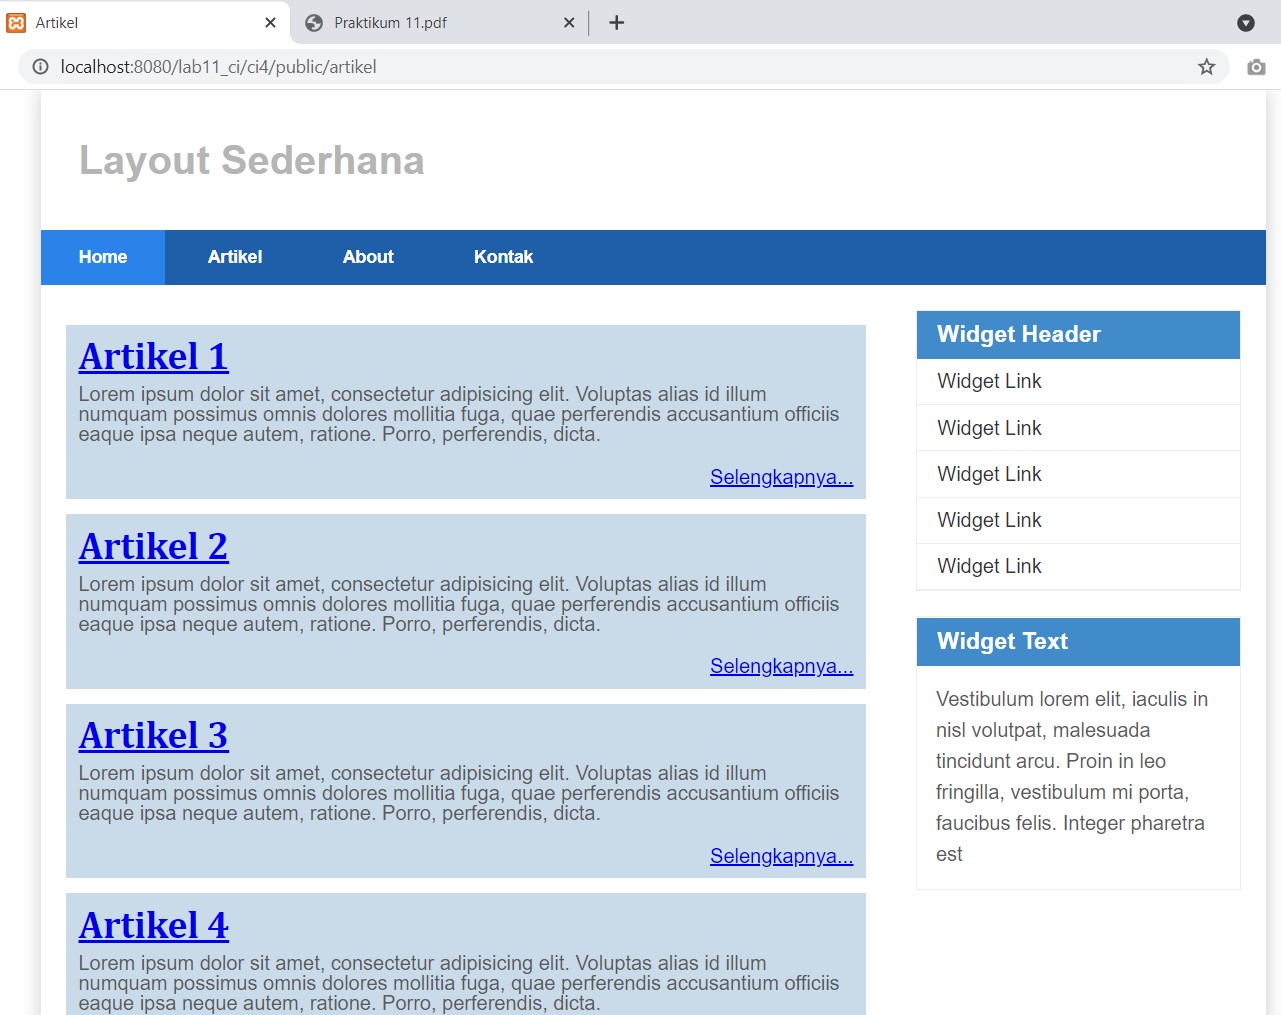 Artikel
Praktikum 11.pdf
localhost:8080/lab11_ci/ci4/public/artikel
Layout Sederhana
Home Artikel About Kontak
Artikel 1
Lorem ipsum dolor sit amet, consectetur adipisicing elit. Voluptas alias id illum
numquam possimus omnis dolores mollitia fuga, quae perferendis accusantium officiis
eaque ipsa neque autem, ratione. Porro, perferendis, dicta.
Selengkapnya...
Artikel 2
Lorem ipsum dolor sit amet, consectetur adipisicing elit. Voluptas alias id illum
numquam possimus omnis dolores mollitia fuga, quae perferendis accusantium officiis
eaque ipsa neque autem, ratione. Porro, perferendis, dicta.
Selengkapnya...
Artikel 3
Lorem ipsum dolor sit amet, consectetur adipisicing elit. Voluptas alias id illum
numquam possimus omnis dolores mollitia fuga, quae perferendis accusantium officiis
eaque ipsa neque autem, ratione. Porro, perferendis, dicta.
Selengkapnya...
Artikel 4
Lorem ipsum dolor sit amet, consectetur adipisicing elit. Voluptas alias id illum
numquam possimus omnis dolores mollitia fuga, quae perferendis accusantium officiis
eaque ipsa neque autem, ratione. Porro, perferendis, dicta.
Widget Header
Widget Link
Widget Link
Widget Link
Widget Link
Widget Link
Widget Text
Vestibulum lorem elit, iaculis in
nisl volutpat, malesuada
tincidunt arcu. Proin in leo
fringilla, vestibulum mi porta,
faucibus felis. Integer pharetra
est